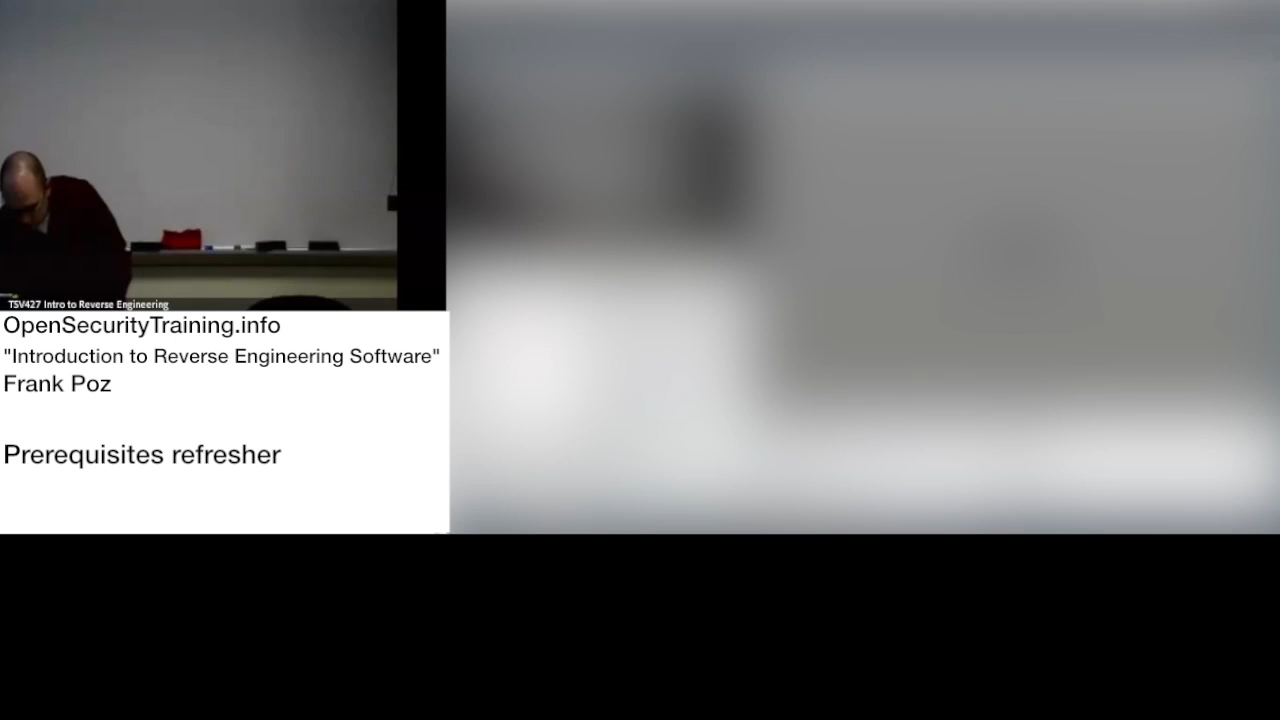 TSV427 Intro to Reverse Engineering
OpenSecurityTraining.info
"Introduction to Reverse Engineering Software"
Frank Poz
Prerequisites refresher